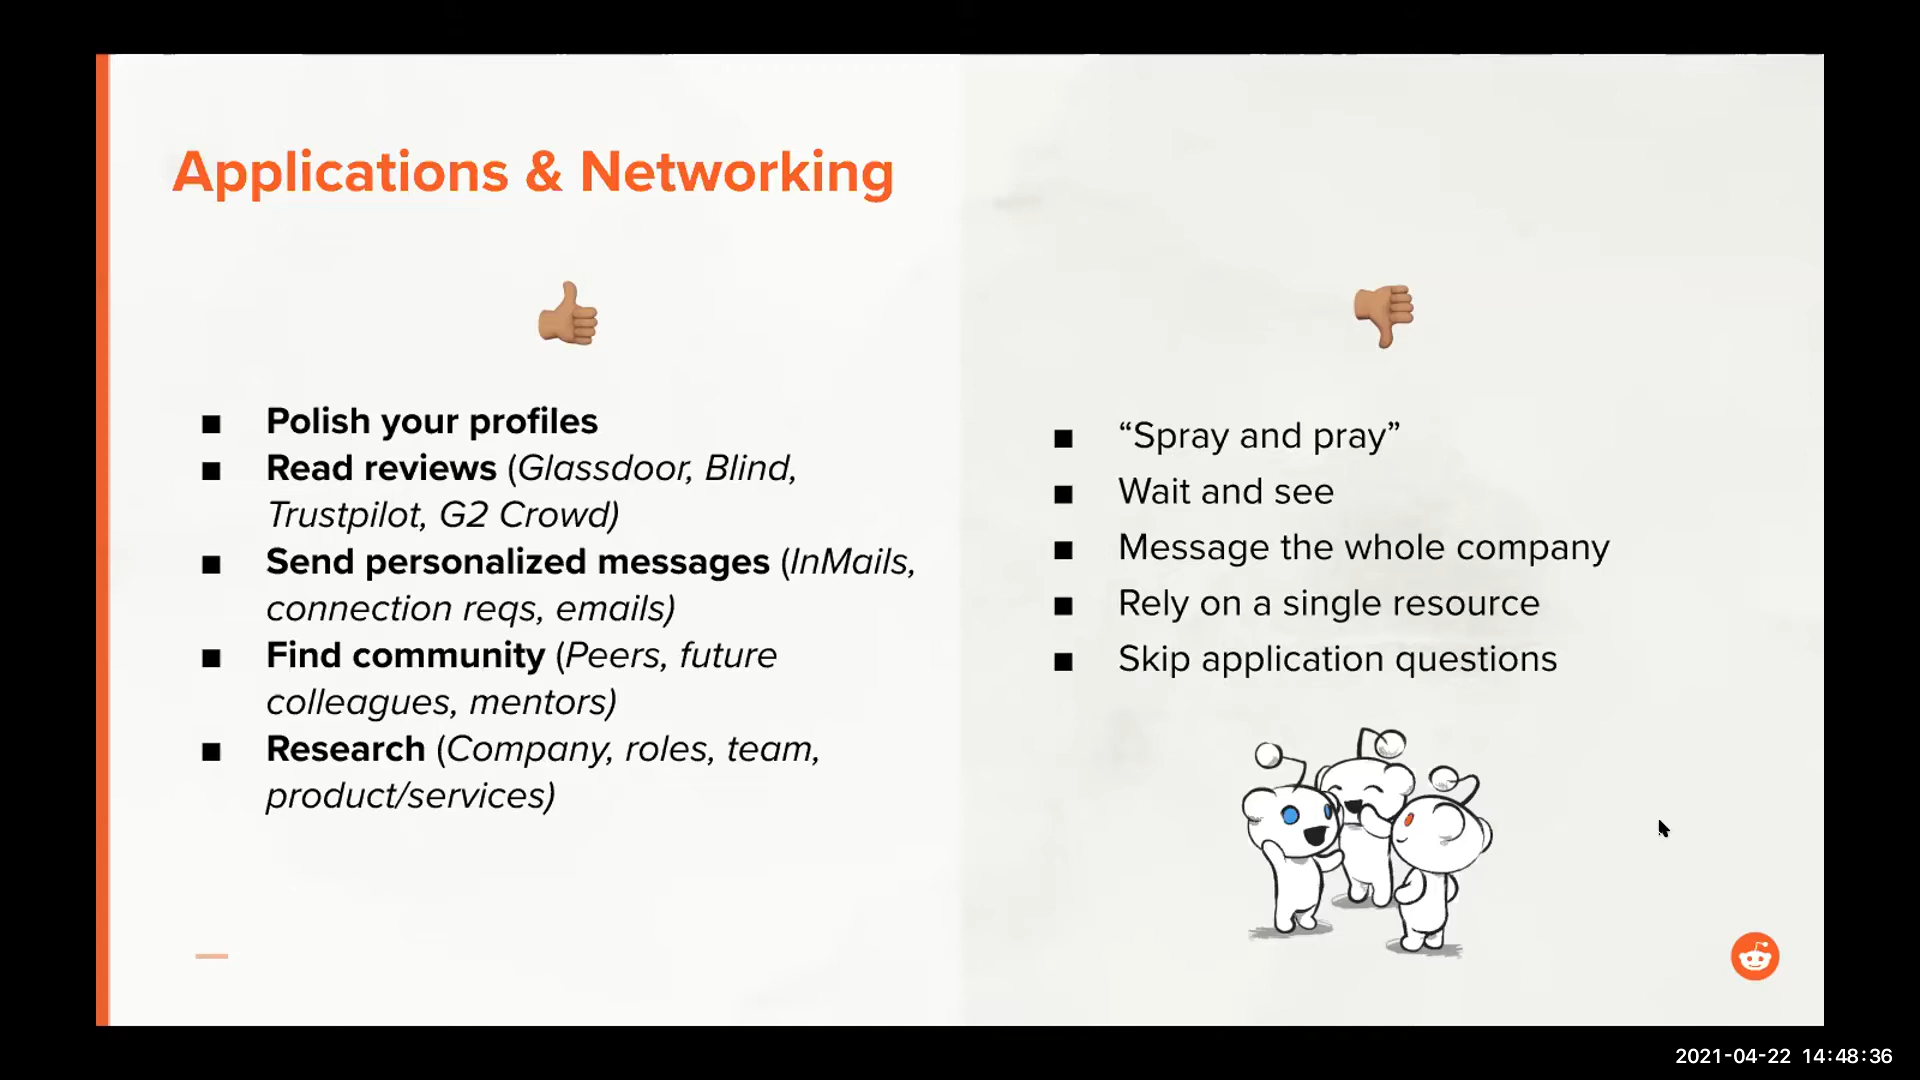 Applications & Networking
■ Polish your profiles
■ Read reviews (Glassdoor, Blind,
Trustpilot, G2 Crowd)
■ Send personalized messages (InMails,
connection reqs, emails)
■ Find community (Peers, future
colleagues, mentors)
■ Research (Company, roles, team,
product/services)
■ “Spray and pray”
■ Wait and see
■ Message the whole company
■ Rely on a single resource
■ Skip application questions
2021-04-22 14:48:36